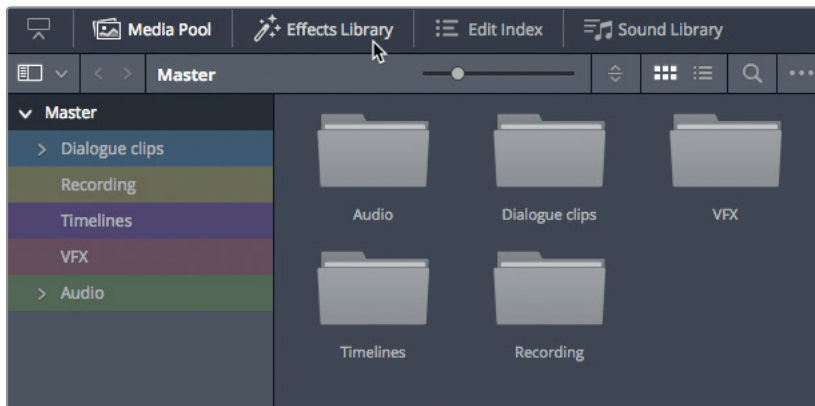 Media Pool Effects Library Edit Index Sound Library
Master
Master
Dialogue clips
Recording
Timelines
VFX
Audio
Audio Dialogue clips VFX
Timelines Recording